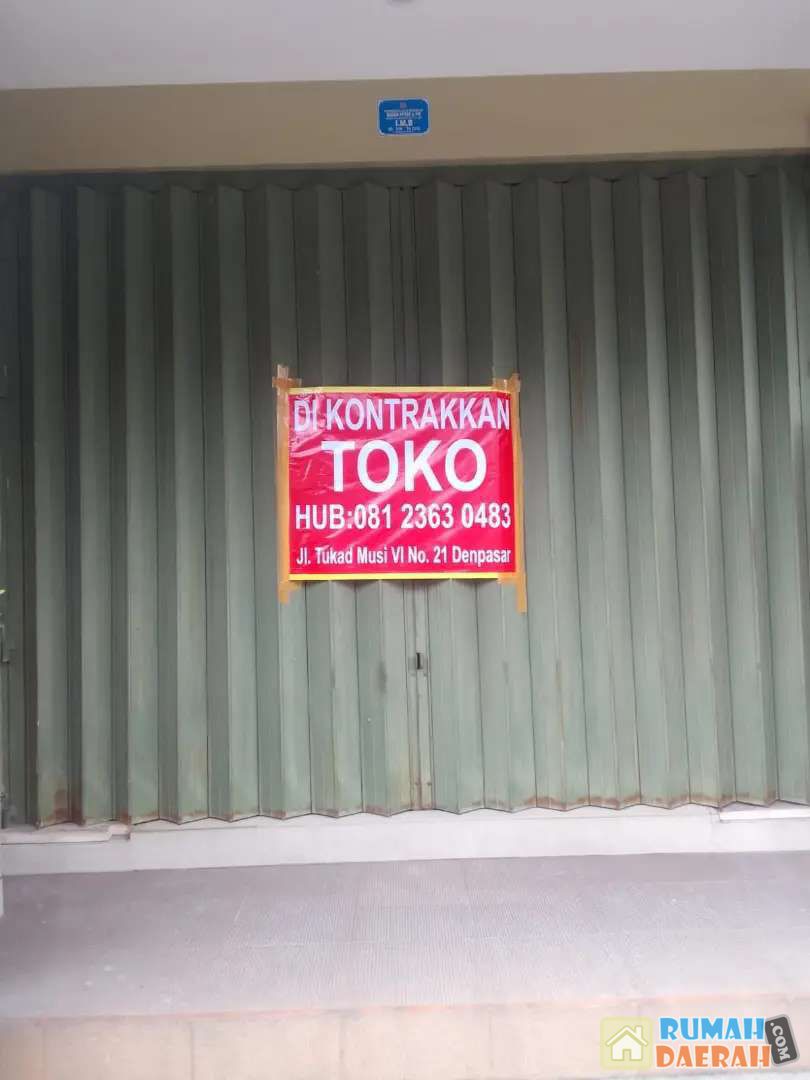 I.M.B
DI KONTRAKKAN
TOKO
HUB:081 2363 0483
Jl. Tukad Musi VI No. 21 Denpasar
RUMAH
DAERAH
.COM